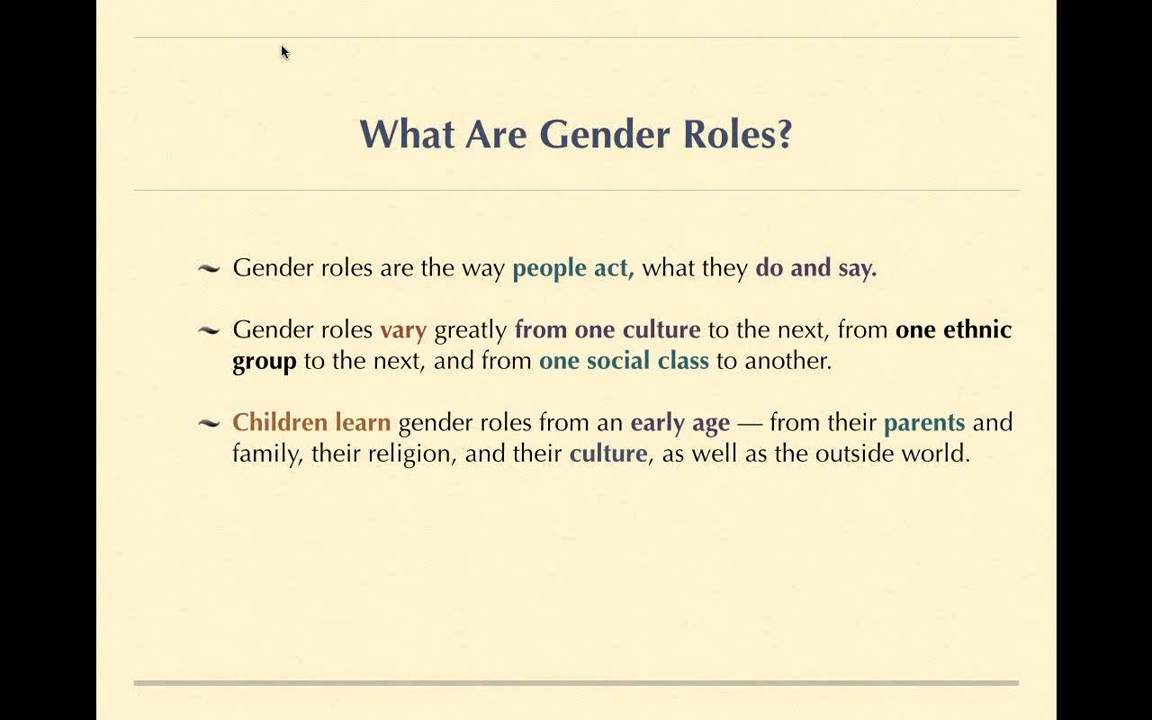 What Are Gender Roles?
Gender roles are the way people act, what they do and say.
Gender roles vary greatly from one culture to the next, from one ethnic
group to the next, and from one social class to another.
Children learn gender roles from an early age — from their parents and
family, their religion, and their culture, as well as the outside world.